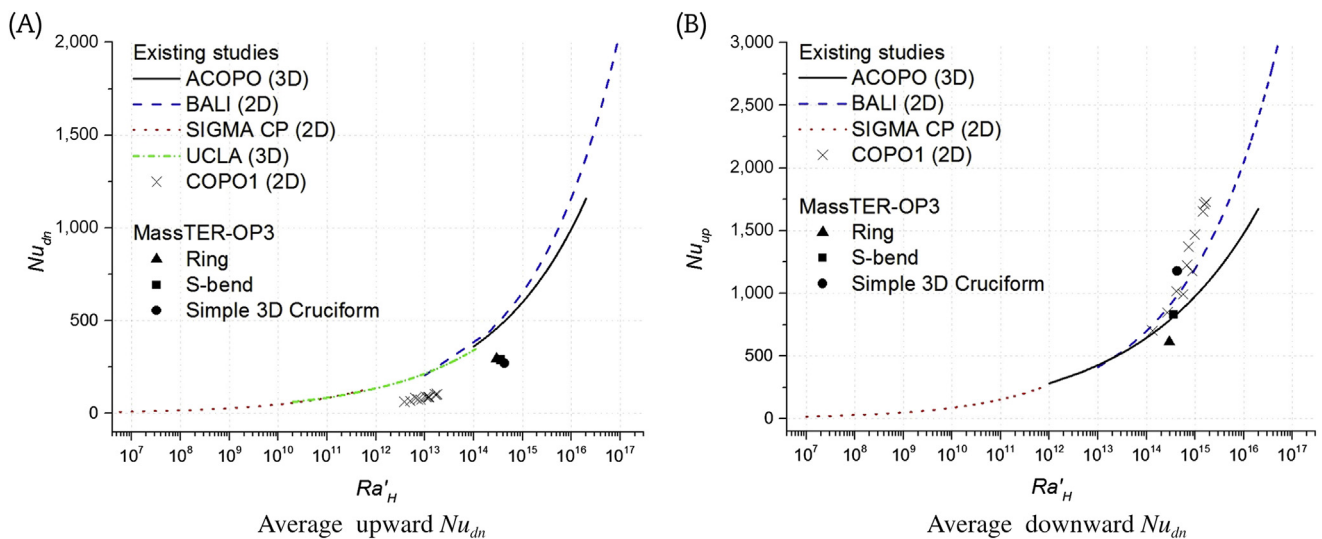 (A)
2,000
1,500
1,000
500
0
Nu_dn
Existing studies
ACOPO (3D)
BALI (2D)
SIGMA CP (2D)
UCLA (3D)
COPO1 (2D)
MassTER-OP3
Ring
S-bend
Simple 3D Cruciform
10^7 10^8 10^9 10^10 10^11 10^12 10^13 10^14 10^15 10^16 10^17
Ra'_H
Average upward Nu_dn
(B)
3,000
2,500
2,000
1,500
1,000
500
0
Nu_up
Existing studies
ACOPO (3D)
BALI (2D)
SIGMA CP (2D)
COPO1 (2D)
MassTER-OP3
Ring
S-bend
Simple 3D Cruciform
10^7 10^8 10^9 10^10 10^11 10^12 10^13 10^14 10^15 10^16 10^17
Ra'_H
Average downward Nu_dn